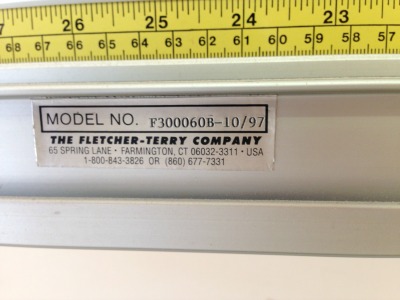 27 26 25 24 23
68 67 66 65 64 63 62 61 60 59 58 57
MODEL NO. F300060B-10/97
THE FLETCHER-TERRY COMPANY
65 SPRING LANE • FARMINGTON, CT 06032-3311 • USA
1-800-843-3826 OR (860) 677-7331